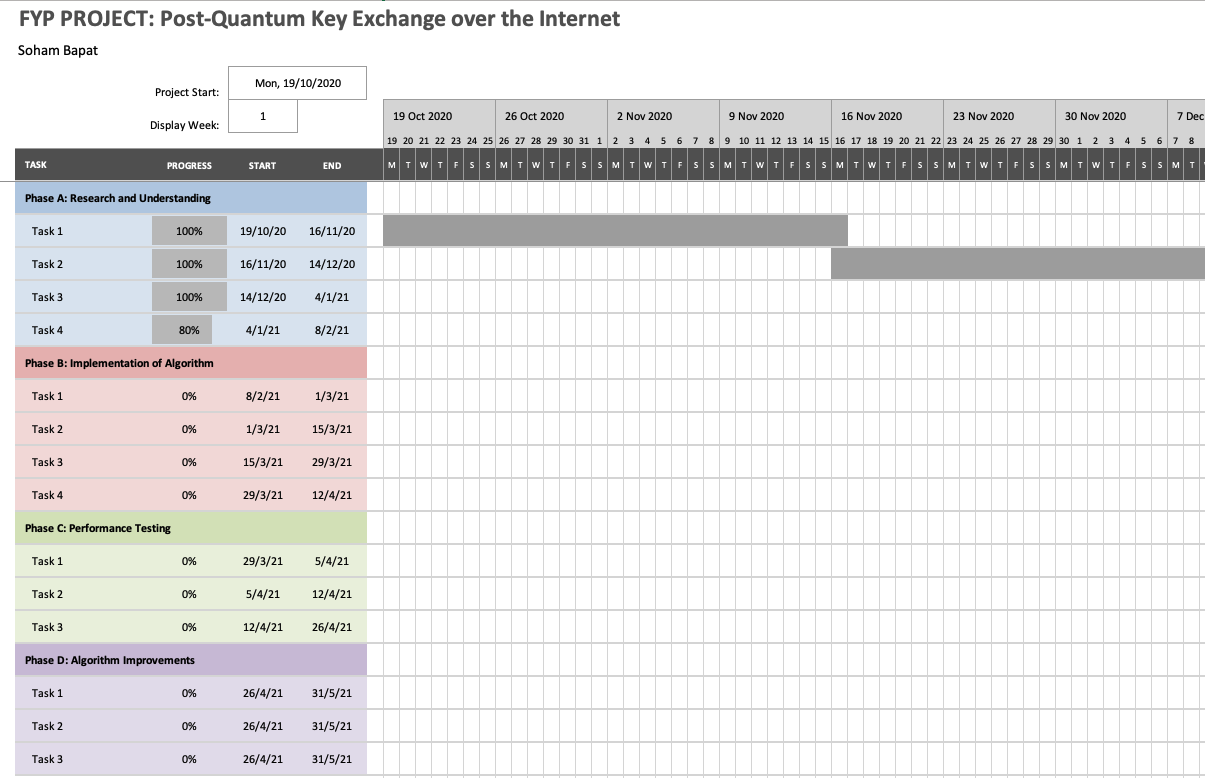 FYP PROJECT: Post-Quantum Key Exchange over the Internet
Soham Bapat
Project Start: Mon, 19/10/2020
Display Week: 1
19 Oct 2020 26 Oct 2020 2 Nov 2020 9 Nov 2020 16 Nov 2020 23 Nov 2020 30 Nov 2020 7 Dec
19 20 21 22 23 24 25 26 27 28 29 30 31 1 2 3 4 5 6 7 8 9 10 11 12 13 14 15 16 17 18 19 20 21 22 23 24 25 26 27 28 29 30 1 2 3 4 5 6 7 8
TASK PROGRESS START END M T W T F S S M T W T F S S M T W T F S S M T W T F S S M T W T F S S M T W T F S S M T W T F S S M T
Phase A: Research and Understanding
Task 1 100% 19/10/20 16/11/20
Task 2 100% 16/11/20 14/12/20
Task 3 100% 14/12/20 4/1/21
Task 4 80% 4/1/21 8/2/21
Phase B: Implementation of Algorithm
Task 1 0% 8/2/21 1/3/21
Task 2 0% 1/3/21 15/3/21
Task 3 0% 15/3/21 29/3/21
Task 4 0% 29/3/21 12/4/21
Phase C: Performance Testing
Task 1 0% 29/3/21 5/4/21
Task 2 0% 5/4/21 12/4/21
Task 3 0% 12/4/21 26/4/21
Phase D: Algorithm Improvements
Task 1 0% 26/4/21 31/5/21
Task 2 0% 26/4/21 31/5/21
Task 3 0% 26/4/21 31/5/21